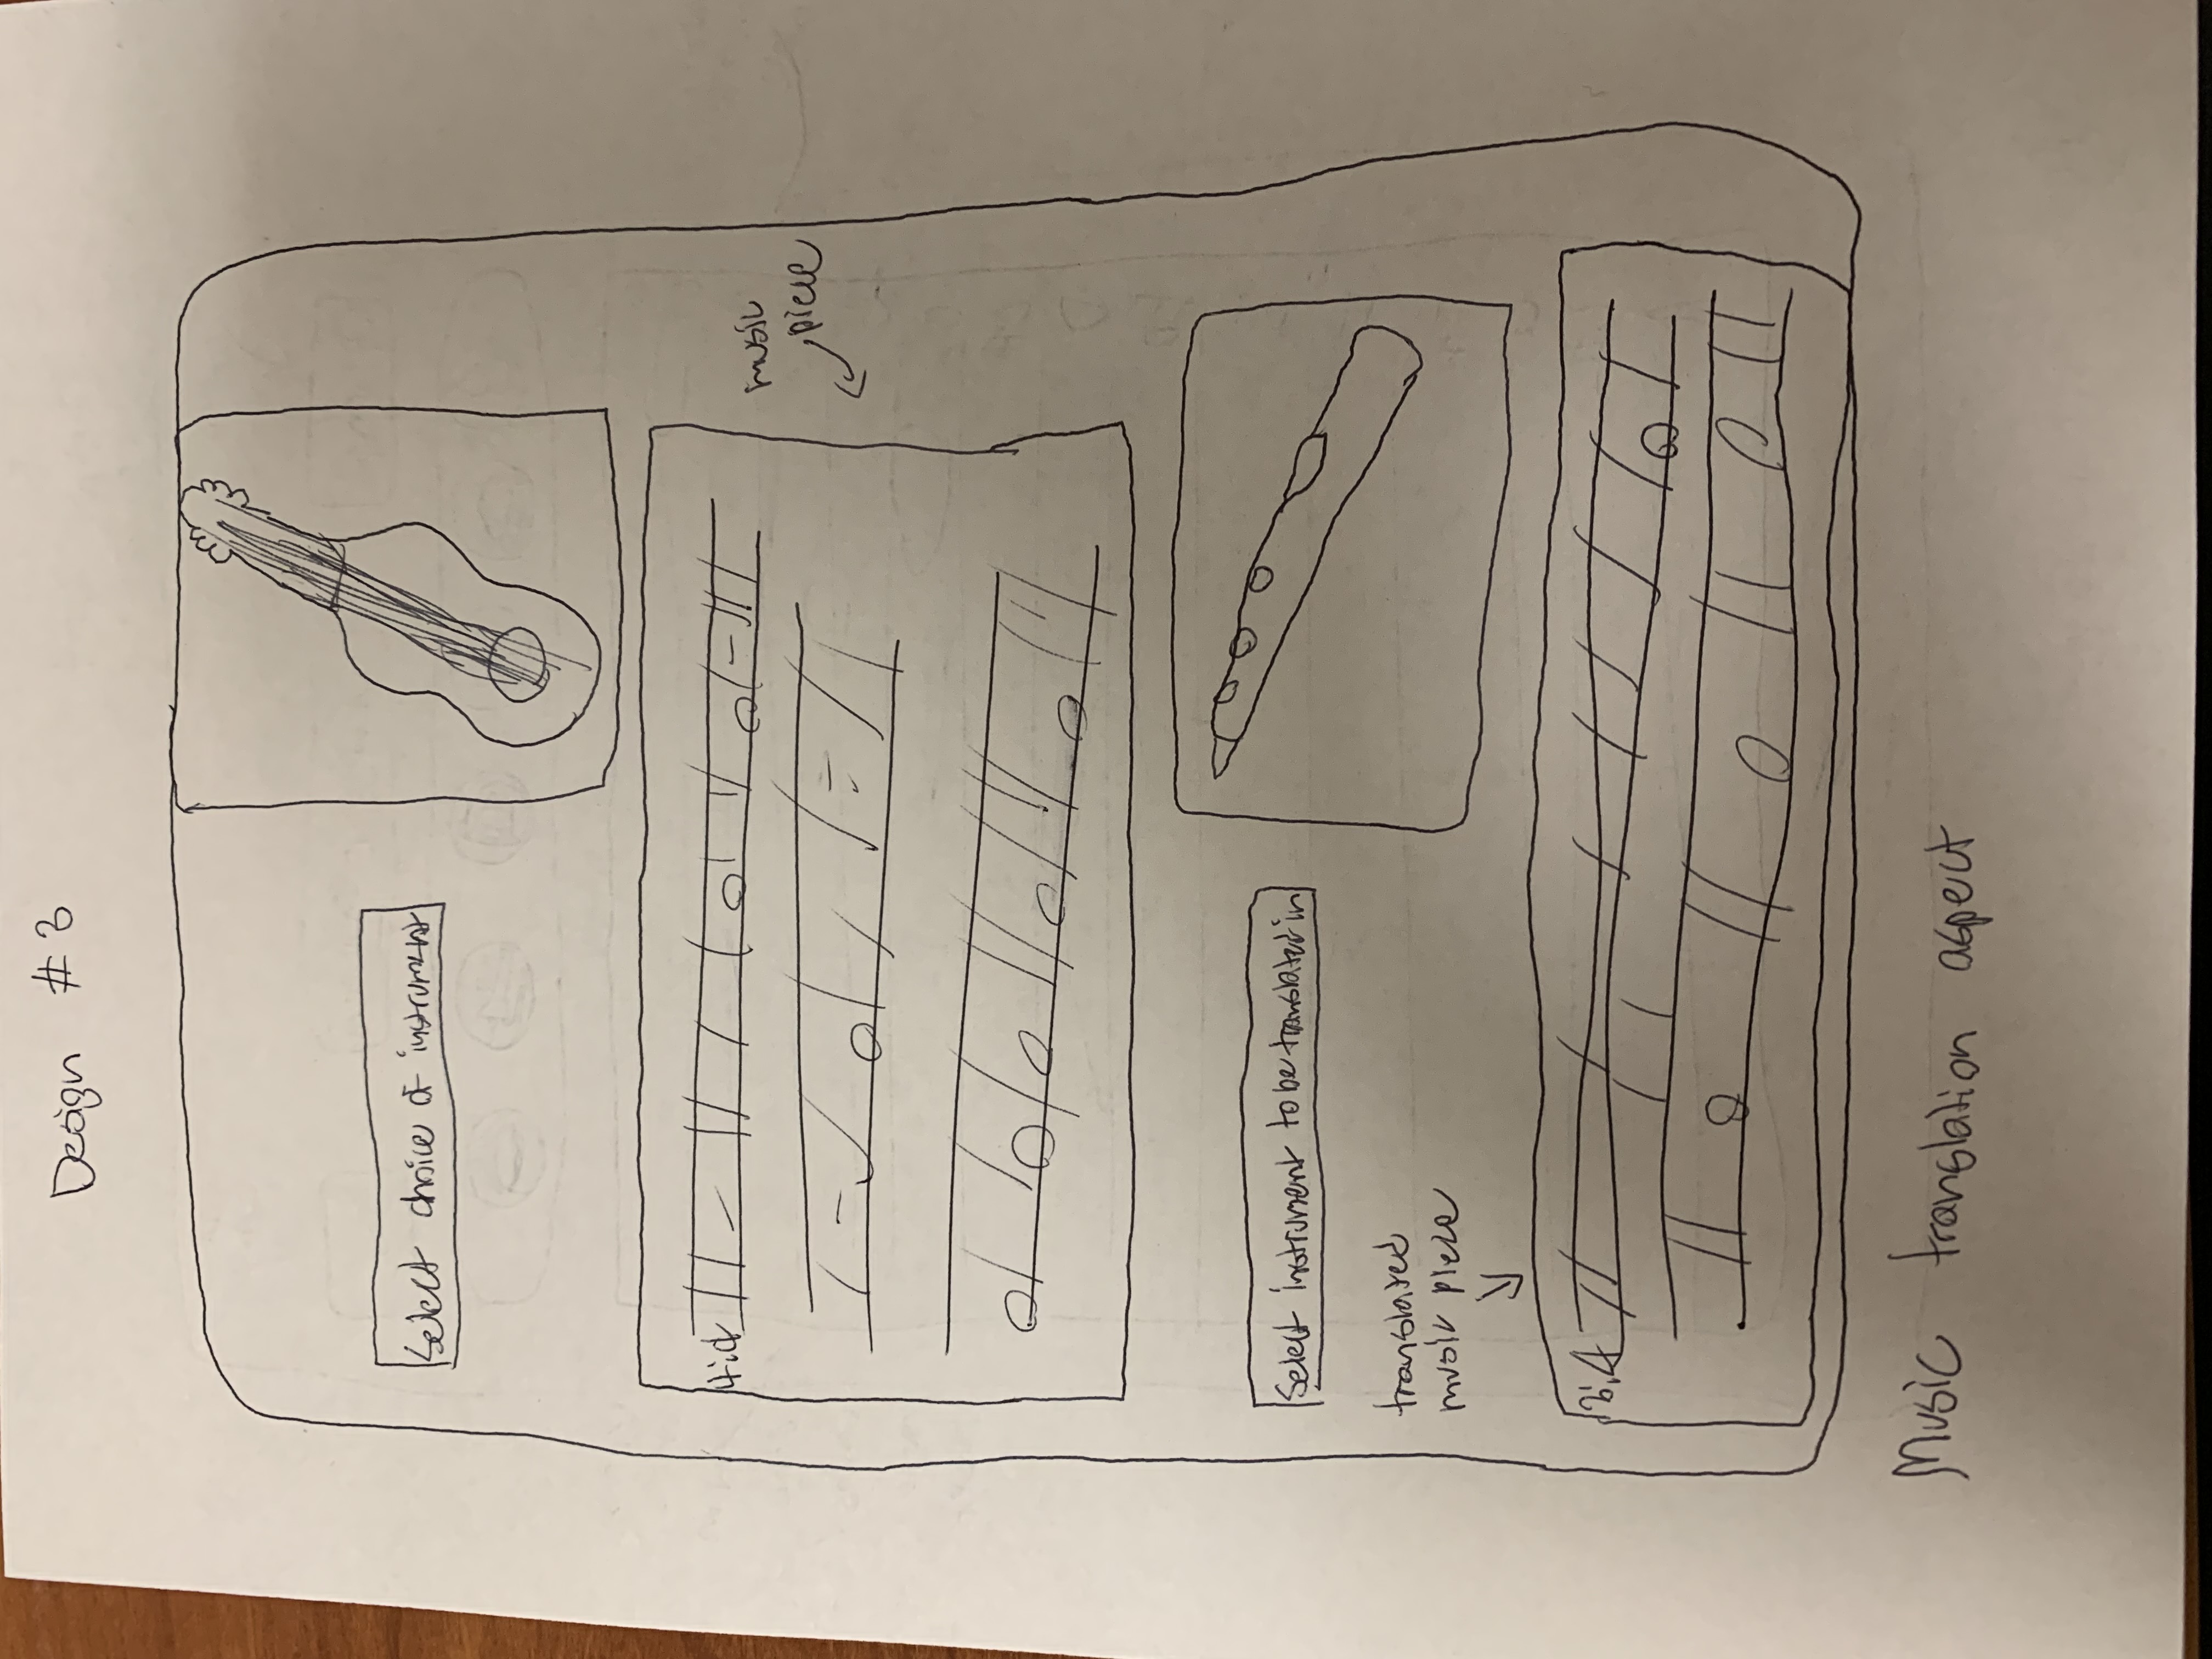 Design #3
Select choice of instrument
4:4
music
piece
Select instrument to be translated in
translated
music piece
3:4
Music translation aspect